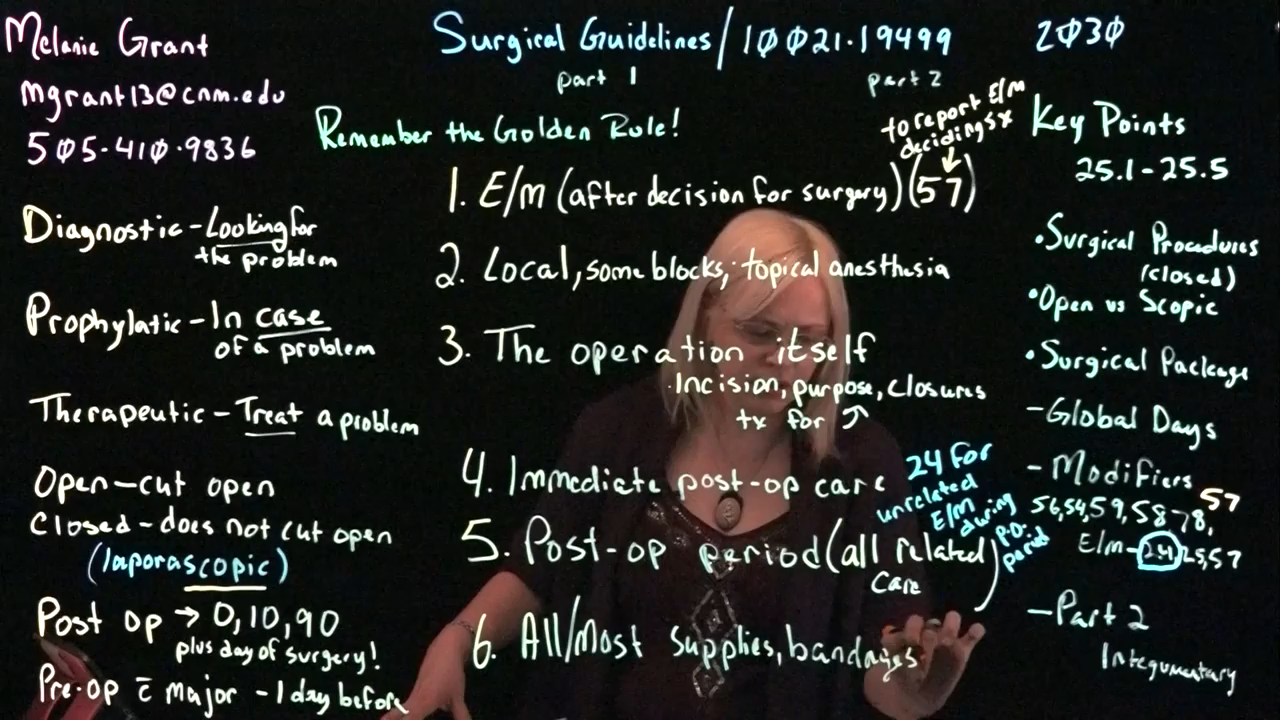 Melanie Grant
mgrant13@cnm.edu
505-410-9836
Surgical Guidelines / 10021-19499
part 1
part 2
2030
Remember the Golden Rule!
to report E/M
deciding sx
1. E/M (after decision for surgery) (57)
2. Local, some blocks, topical anesthesia
3. The operation itself
Incision, purpose, closures
tx for
4. Immediate post-op care
5. Post-op period (all related
care)
24 for
unrelated
E/M
during
P.O.
period
6. All/Most supplies, bandages
Diagnostic - Looking for
the problem
Prophylatic - In case
of a problem
Therapeutic - Treat a problem
Open - cut open
Closed - does not cut open
(laporascopic)
Post op → 0, 10, 90
plus day of surgery!
Pre-op c̄ major - 1 day before
Key Points
25.1 - 25.5
• Surgical Procedures
(closed)
• Open vs Scopic
• Surgical Package
- Global Days
- Modifiers
57
56, 54, 59, 58, 78,
E/M - 24, 25, 57
- Part 2
Integumentary